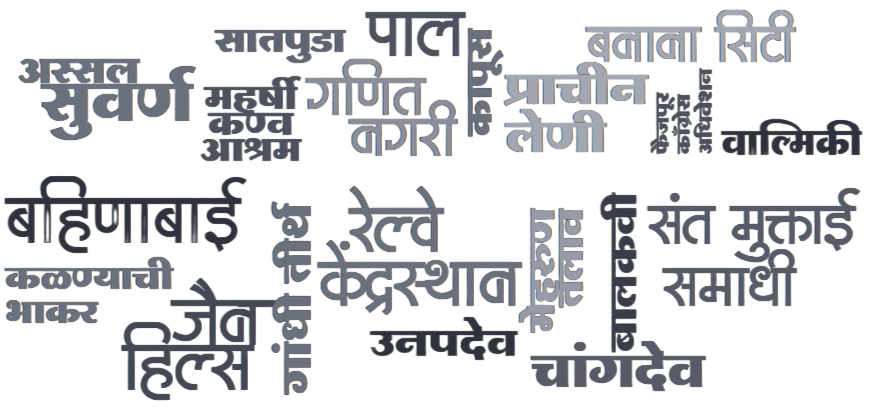 सातपुडा
पाल
बनाना सिटी
अस्सल
सुवर्ण
महर्षी
कण्व
आश्रम
गणित
नगरी
कापूस
प्राचीन
लेणी
फैजपूर
काँग्रेस
अधिवेशन
वाल्मिकी
बहिणाबाई
कळण्याची
भाकर
जैन
हिल्स
गांधी तीर्थ
रेल्वे
केंद्रस्थान
उनपदेव
मेहरुण
तलाव
चांगदेव
बालकवी
संत मुक्ताई
समाधी